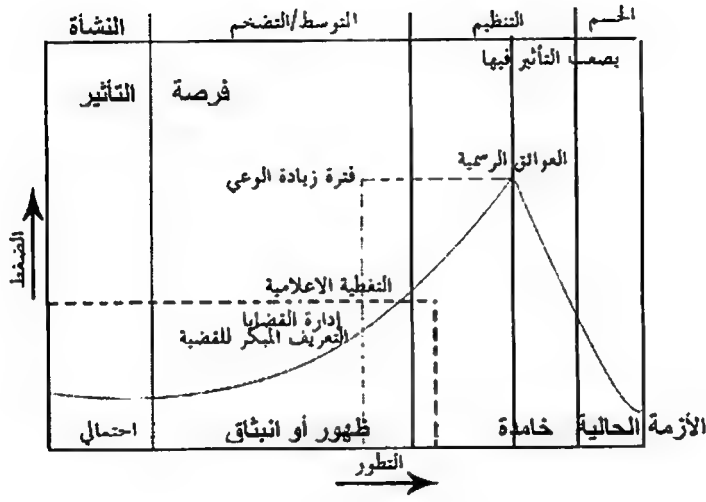 النشأة
التوسط/التضخم
التنظيم
الحسم
يصعب التأثير فيها
فرصة
التأثير
العوائق الرسمية
فترة زيادة الوعي
الضغط
التغطية الاعلامية
إدارة القضايا
التعريف المبكر للقضية
احتمالي
ظهور أو انبثاق
خامدة
الأزمة الحالية
التطور